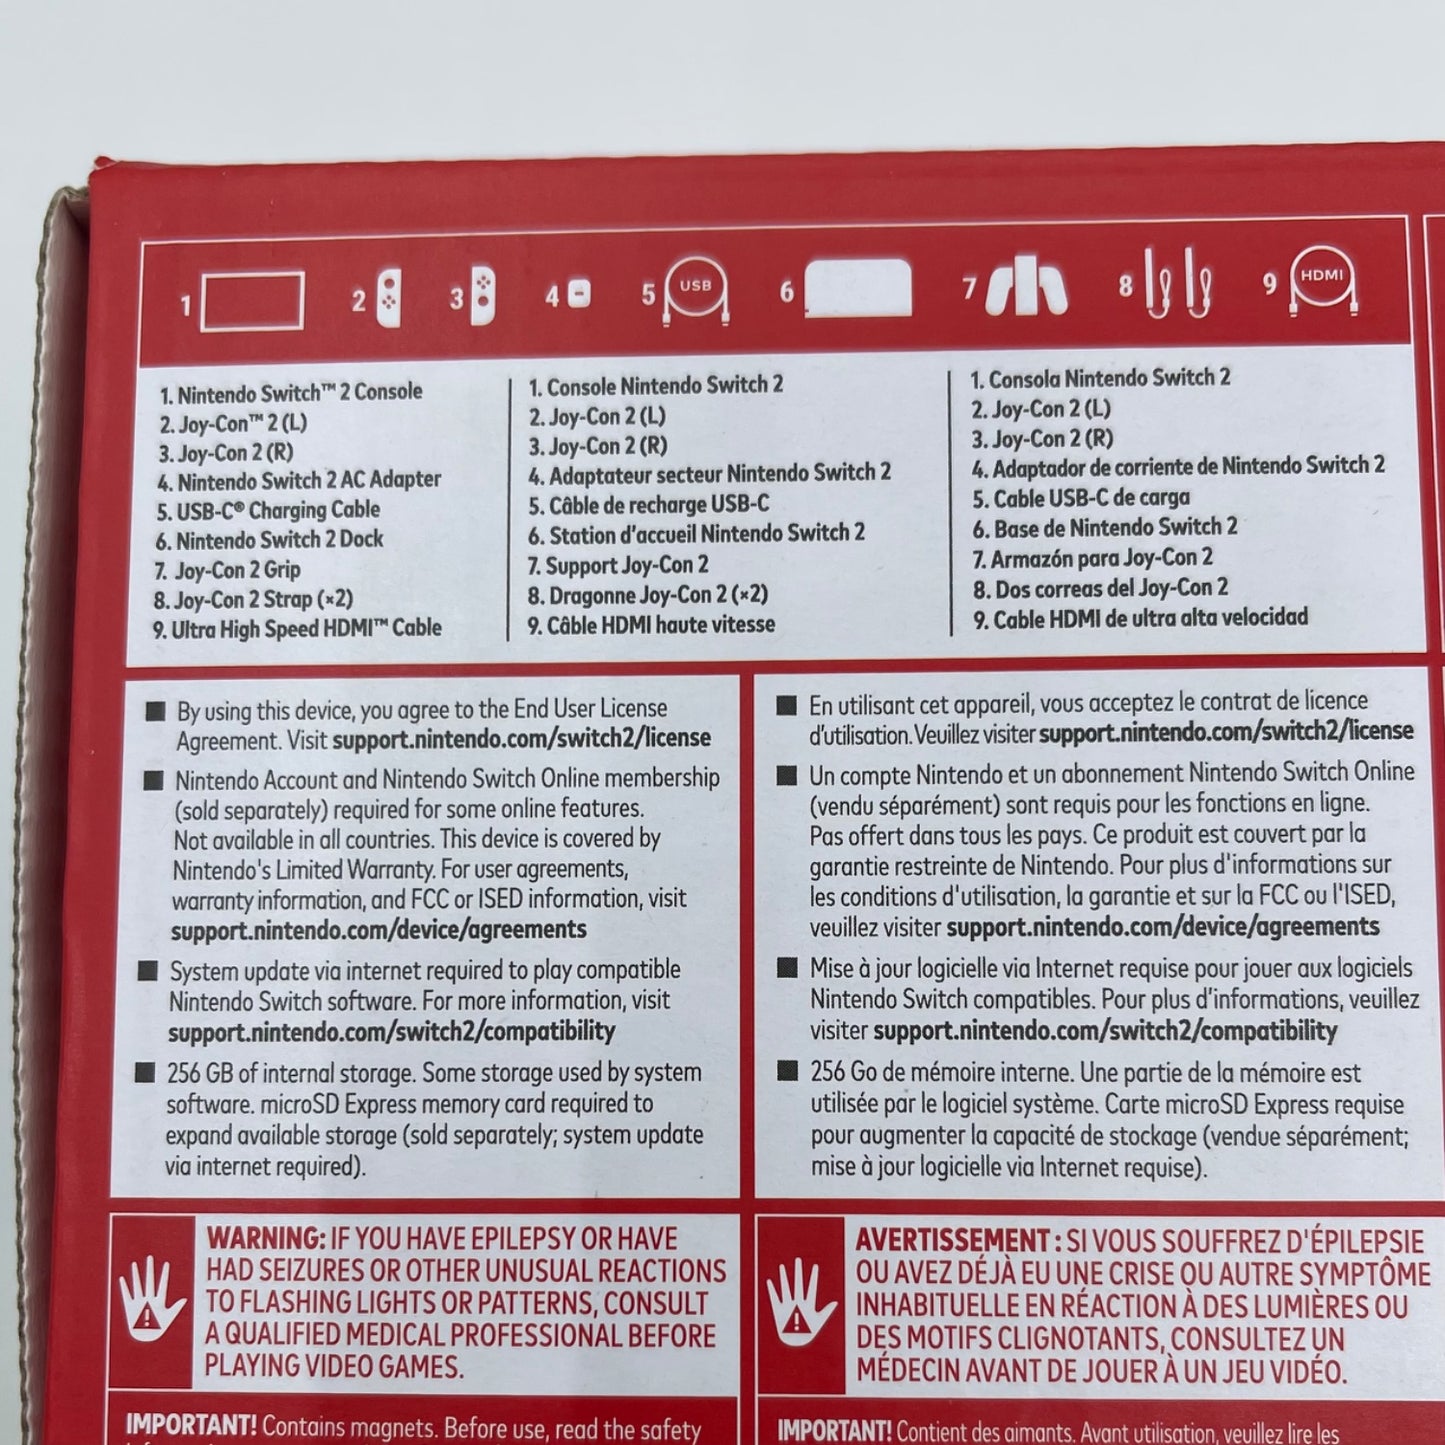 1
2
3
4
5
USB
6
7
8
9
HDMI
1. Nintendo Switch™ 2 Console
2. Joy-Con™ 2 (L)
3. Joy-Con 2 (R)
4. Nintendo Switch 2 AC Adapter
5. USB-C® Charging Cable
6. Nintendo Switch 2 Dock
7. Joy-Con 2 Grip
8. Joy-Con 2 Strap (×2)
9. Ultra High Speed HDMI™ Cable
1. Console Nintendo Switch 2
2. Joy-Con 2 (L)
3. Joy-Con 2 (R)
4. Adaptateur secteur Nintendo Switch 2
5. Câble de recharge USB-C
6. Station d'accueil Nintendo Switch 2
7. Support Joy-Con 2
8. Dragonne Joy-Con 2 (×2)
9. Câble HDMI haute vitesse
1. Consola Nintendo Switch 2
2. Joy-Con 2 (L)
3. Joy-Con 2 (R)
4. Adaptador de corriente de Nintendo Switch 2
5. Cable USB-C de carga
6. Base de Nintendo Switch 2
7. Armazón para Joy-Con 2
8. Dos correas del Joy-Con 2
9. Cable HDMI de ultra alta velocidad
■ By using this device, you agree to the End User License
Agreement. Visit support.nintendo.com/switch2/license
■ Nintendo Account and Nintendo Switch Online membership
(sold separately) required for some online features.
Not available in all countries. This device is covered by
Nintendo's Limited Warranty. For user agreements,
warranty information, and FCC or ISED information, visit
support.nintendo.com/device/agreements
■ System update via internet required to play compatible
Nintendo Switch software. For more information, visit
support.nintendo.com/switch2/compatibility
■ 256 GB of internal storage. Some storage used by system
software. microSD Express memory card required to
expand available storage (sold separately; system update
via internet required).
■ En utilisant cet appareil, vous acceptez le contrat de licence
d'utilisation. Veuillez visiter support.nintendo.com/switch2/license
■ Un compte Nintendo et un abonnement Nintendo Switch Online
(vendu séparément) sont requis pour les fonctions en ligne.
Pas offert dans tous les pays. Ce produit est couvert par la
garantie restreinte de Nintendo. Pour plus d'informations sur
les conditions d'utilisation, la garantie et sur la FCC ou l'ISED,
veuillez visiter support.nintendo.com/device/agreements
■ Mise à jour logicielle via Internet requise pour jouer aux logiciels
Nintendo Switch compatibles. Pour plus d'informations, veuillez
visiter support.nintendo.com/switch2/compatibility
■ 256 Go de mémoire interne. Une partie de la mémoire est
utilisée par le logiciel système. Carte microSD Express requise
pour augmenter la capacité de stockage (vendue séparément;
mise à jour logicielle via Internet requise).
WARNING: IF YOU HAVE EPILEPSY OR HAVE
HAD SEIZURES OR OTHER UNUSUAL REACTIONS
TO FLASHING LIGHTS OR PATTERNS, CONSULT
A QUALIFIED MEDICAL PROFESSIONAL BEFORE
PLAYING VIDEO GAMES.
AVERTISSEMENT : SI VOUS SOUFFREZ D'ÉPILEPSIE
OU AVEZ DÉJÀ EU UNE CRISE OU AUTRE SYMPTÔME
INHABITUELLE EN RÉACTION À DES LUMIÈRES OU
DES MOTIFS CLIGNOTANTS, CONSULTEZ UN
MÉDECIN AVANT DE JOUER À UN JEU VIDÉO.
IMPORTANT! Contains magnets. Before use, read the safety
IMPORTANT! Contient des aimants. Avant utilisation, veuillez lire les